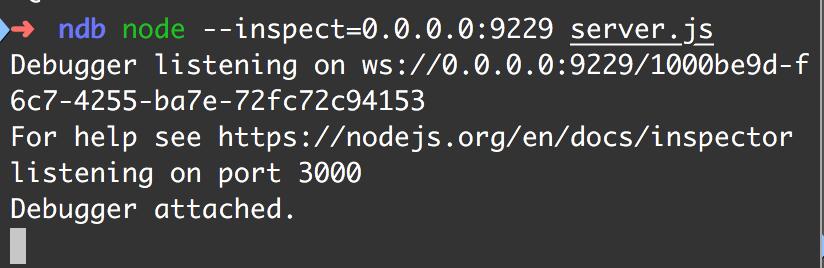 ➜ ndb node --inspect=0.0.0.0:9229 server.js
Debugger listening on ws://0.0.0.0:9229/1000be9d-f
6c7-4255-ba7e-72fc72c94153
For help see https://nodejs.org/en/docs/inspector
listening on port 3000
Debugger attached.